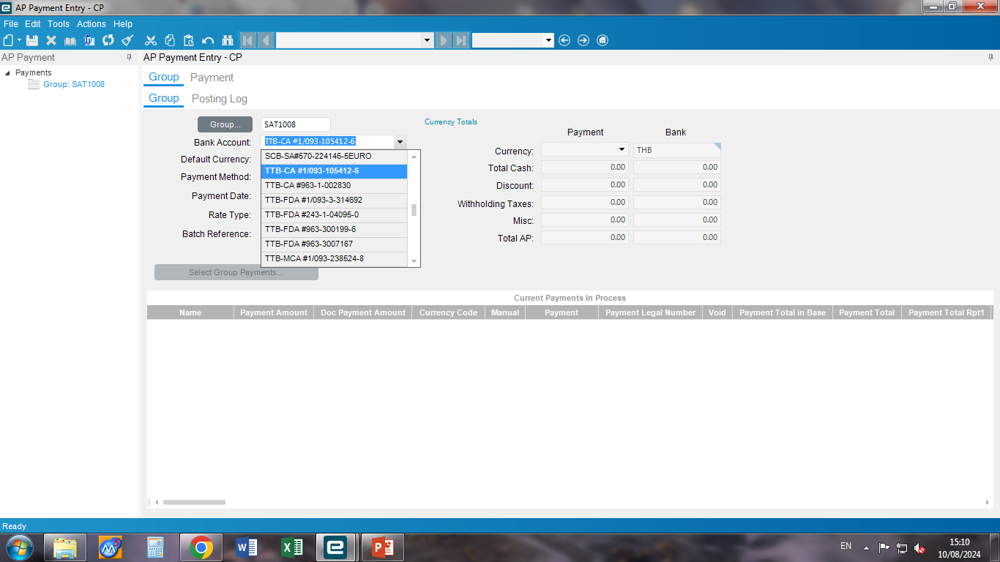 AP Payment Entry - CP
File Edit Tools Actions Help
AP Payment
AP Payment Entry - CP
Payments
Group: SAT1008
Group Payment
Group Posting Log
Group... SAT1008
Bank Account: TTB-CA #1/093-105412-6
Default Currency:
Payment Method:
Payment Date:
Rate Type:
Batch Reference:
SCB-SA#570-224146-5EURO
TTB-CA #1/093-105412-6
TTB-CA #963-1-002830
TTB-FDA #1/093-3-314692
TTB-FDA #243-1-04095-0
TTB-FDA #963-300199-6
TTB-FDA #963-3007167
TTB-MCA #1/093-238524-8
Select Group Payments...
Currency Totals
Payment Bank
Currency: THB
Total Cash: 0.00 0.00
Discount: 0.00 0.00
Withholding Taxes: 0.00 0.00
Misc: 0.00 0.00
Total AP: 0.00 0.00
Current Payments In Process
Name Payment Amount Doc Payment Amount Currency Code Manual Payment Payment Legal Number Void Payment Total in Base Payment Total Payment Total Rpt1
Ready
EN
15:10
10/08/2024